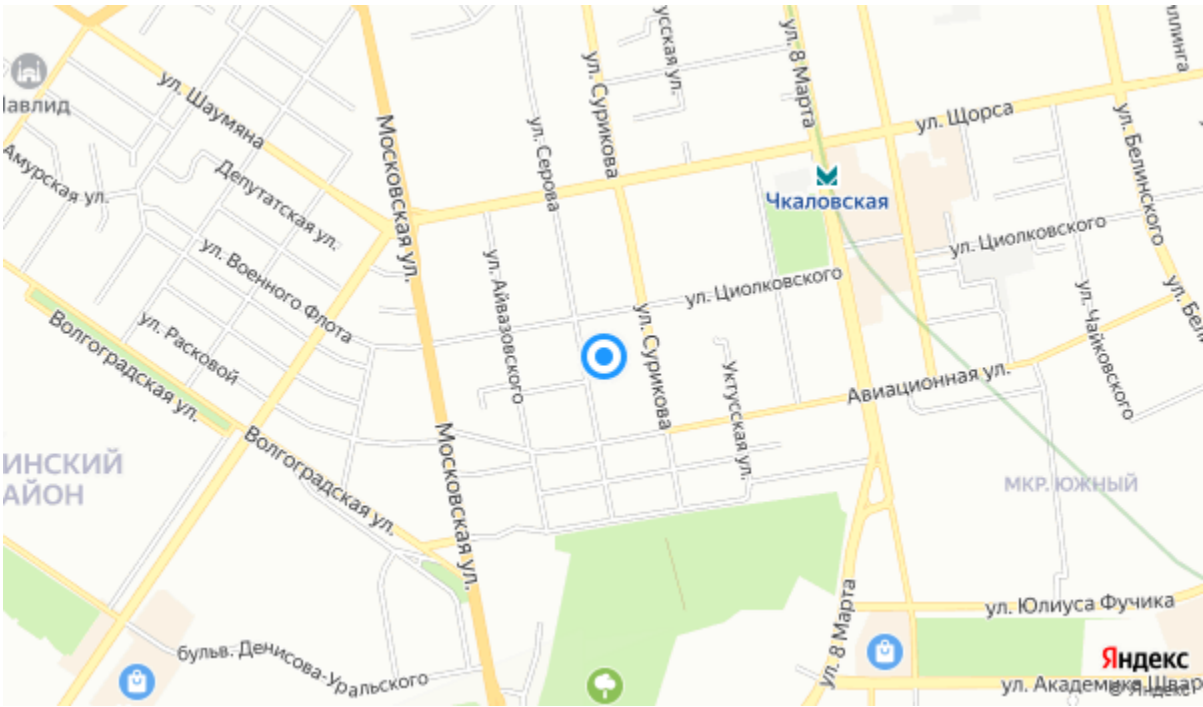 ул. Шаумяна
Московская ул.
ул. Серова
ул. Сурикова
ул. 8 Марта
ул. Щорса
ул. Белинского
Амурская ул.
Депутатская ул.
Чкаловская
ул. Военного Флота
ул. Айвазовского
ул. Циолковского
ул. Циолковского
ул. Расковой
Волгоградская ул.
ул. Сурикова
Уктусская ул.
Авиационная ул.
ул. Чайковского
Волгоградская ул.
Московская ул.
МКР. ЮЖНЫЙ
ул. 8 Марта
ул. Юлиуса Фучика
бульв. Денисова-Уральского
Яндекс
ул. Академика
© Яндекс